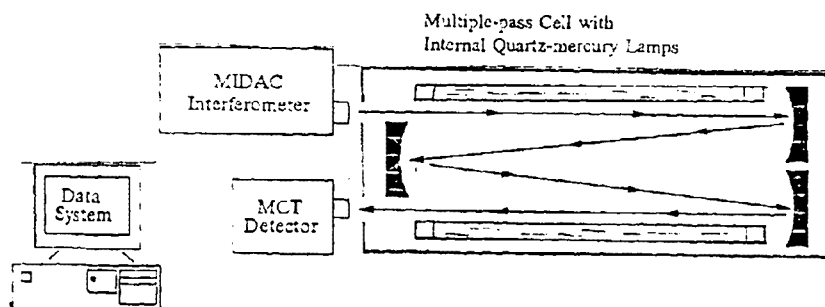 Multiple-pass Cell with
Internal Quartz-mercury Lamps
MIDAC
Interferometer
Data
System
MCT
Detector